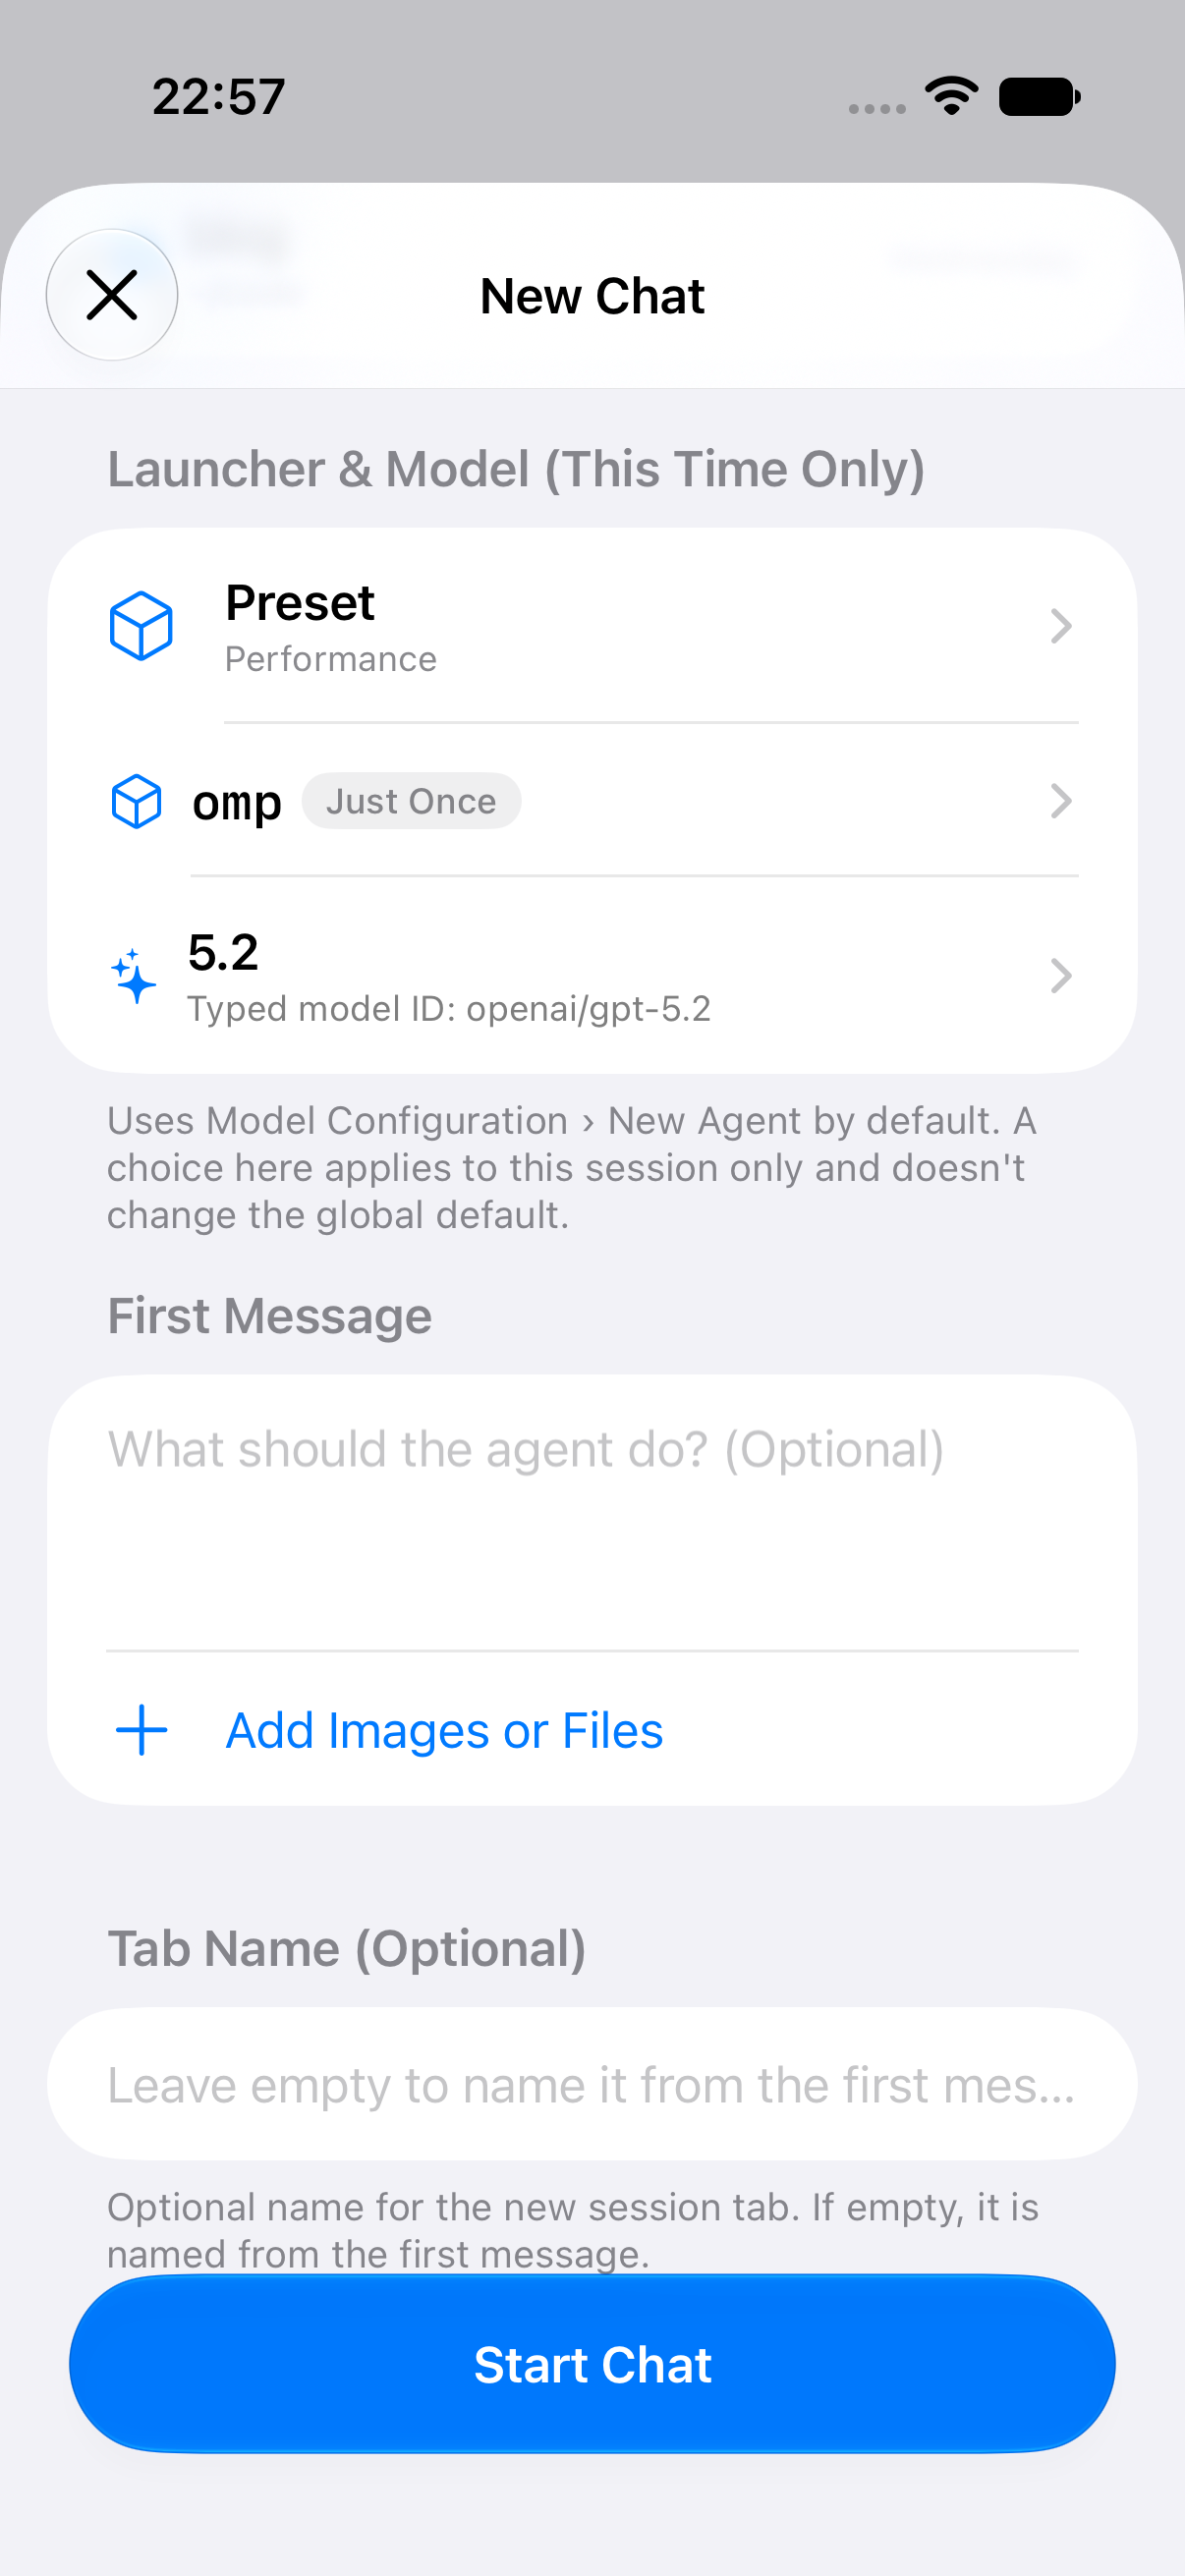 22:57
New Chat
Launcher & Model (This Time Only)
Preset
Performance
omp Just Once
5.2
Typed model ID: openai/gpt-5.2
Uses Model Configuration › New Agent by default. A
choice here applies to this session only and doesn't
change the global default.
First Message
What should the agent do? (Optional)
Add Images or Files
Tab Name (Optional)
Leave empty to name it from the first mes...
Optional name for the new session tab. If empty, it is
named from the first message.
Start Chat